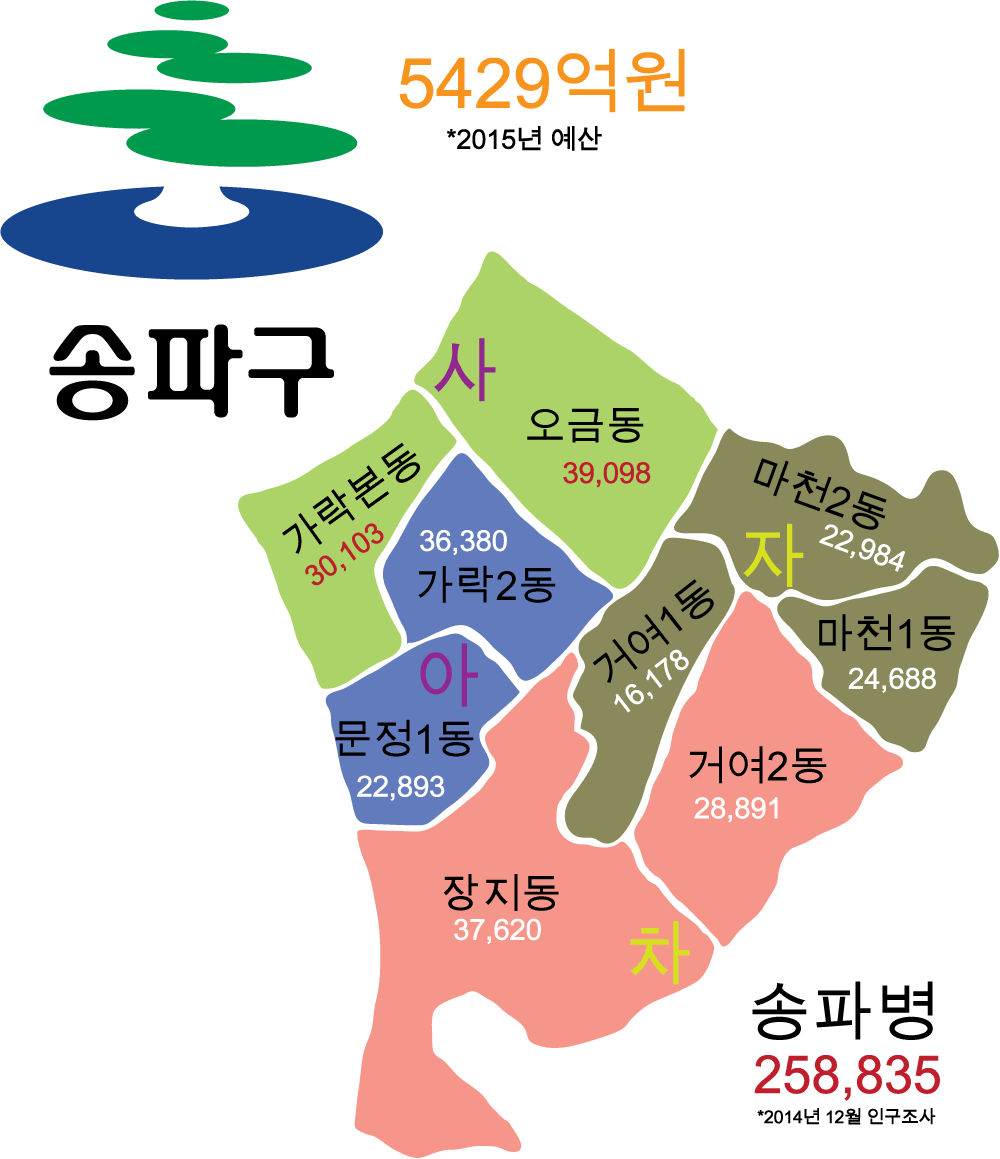 5429억원
*2015년 예산
송파구
사
오금동
39,098
가락본동
30,103
마천2동
22,984
자
36,380
가락2동
거여1동
16,178
마천1동
24,688
아
문정1동
22,893
거여2동
28,891
장지동
37,620
차
송파병
258,835
*2014년 12월 인구조사